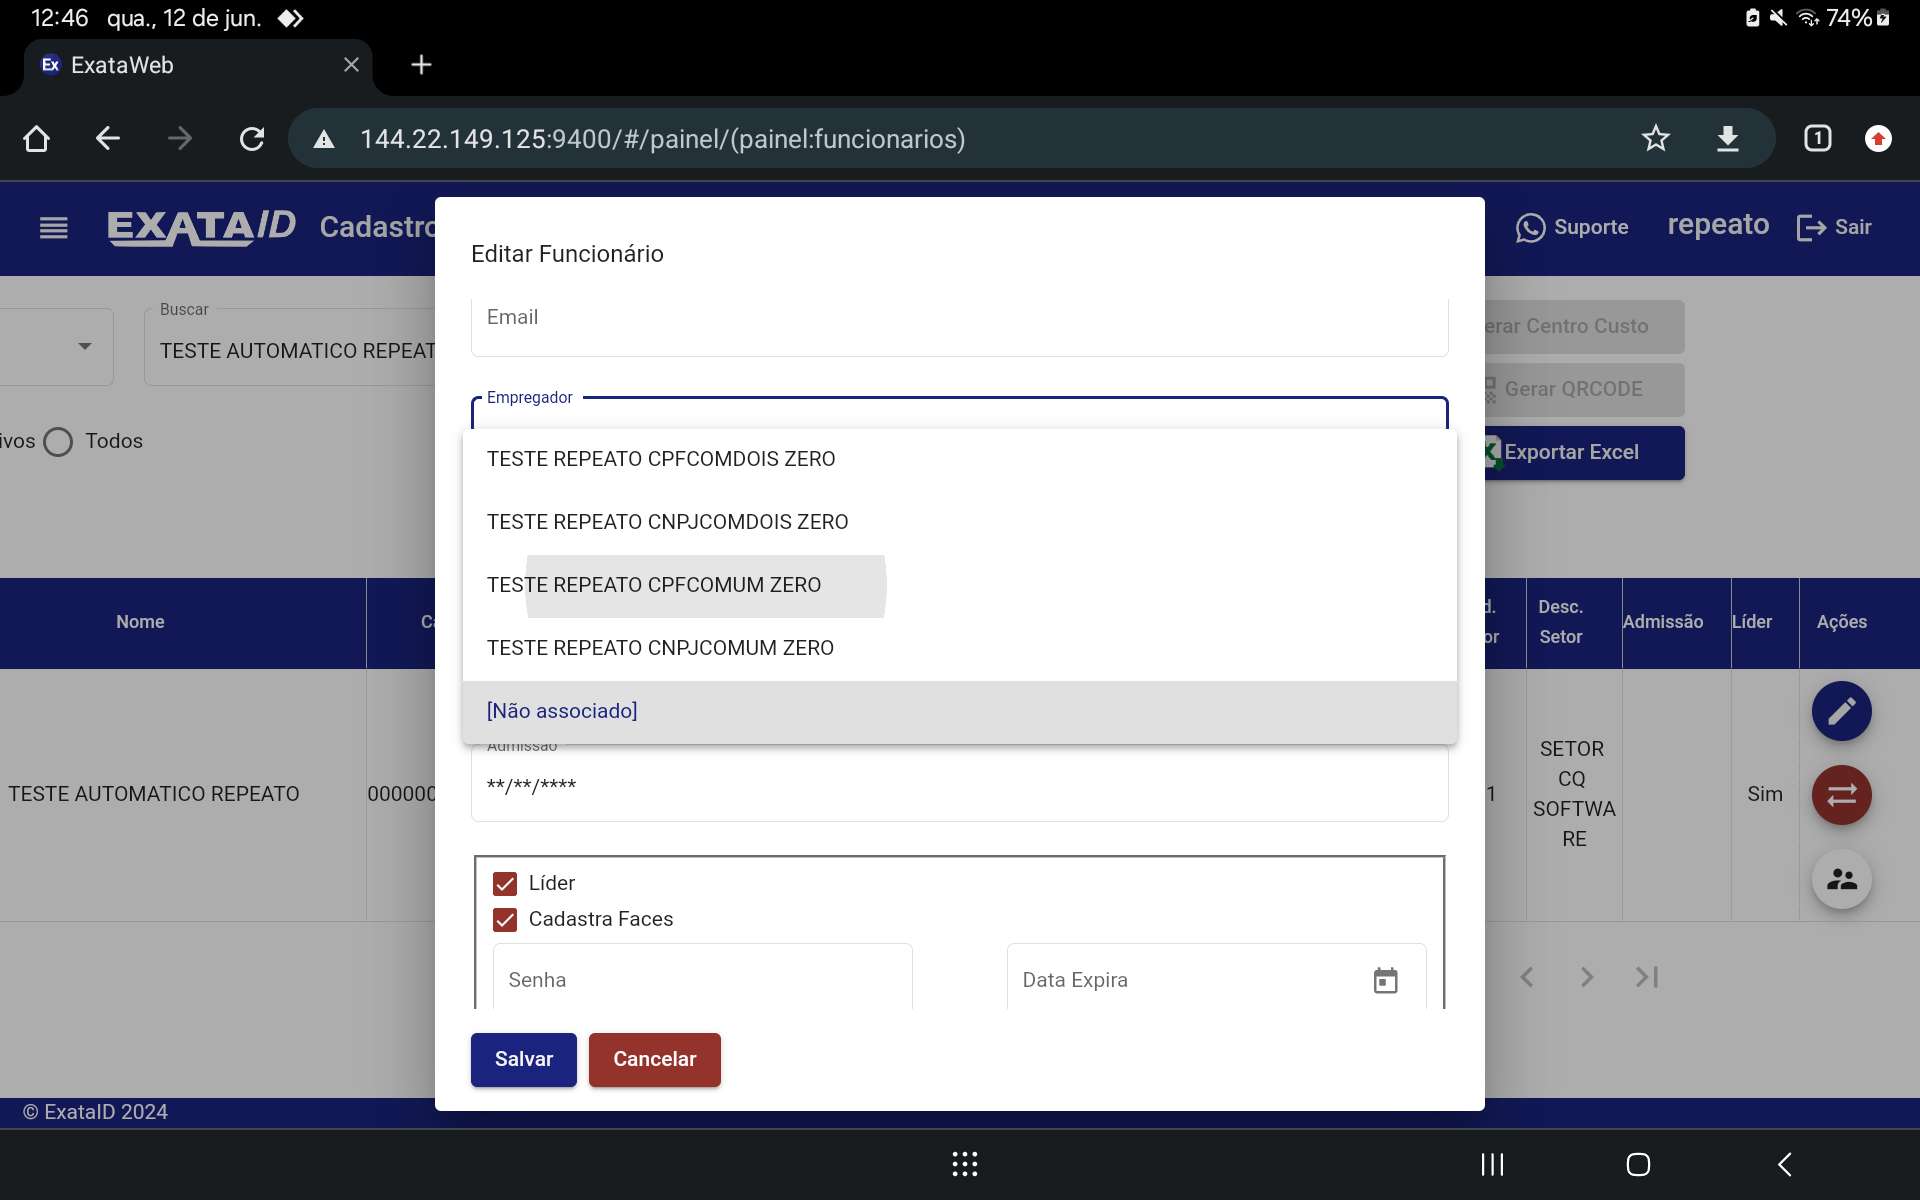 12:46 qua., 12 de jun.
74%
Ex ExataWeb
144.22.149.125:9400/#/painel/(painel:funcionarios)
1
EXATA ID Cadastro
Suporte
repeato
Sair
Editar Funcionário
Buscar
TESTE AUTOMATICO REPEAT
Email
erar Centro Custo
Gerar QRCODE
Exportar Excel
ivos
Todos
Empregador
TESTE REPEATO CPFCOMDOIS ZERO
TESTE REPEATO CNPJCOMDOIS ZERO
TESTE REPEATO CPFCOMUM ZERO
TESTE REPEATO CNPJCOMUM ZERO
[Não associado]
Nome
Ca
d.
or
Desc.
Setor
Admissão
Líder
Ações
Admissão
**/**/****
TESTE AUTOMATICO REPEATO
000000
1
SETOR
CQ
SOFTWA
RE
Sim
Líder
Cadastra Faces
Senha
Data Expira
Salvar
Cancelar
© ExataID 2024